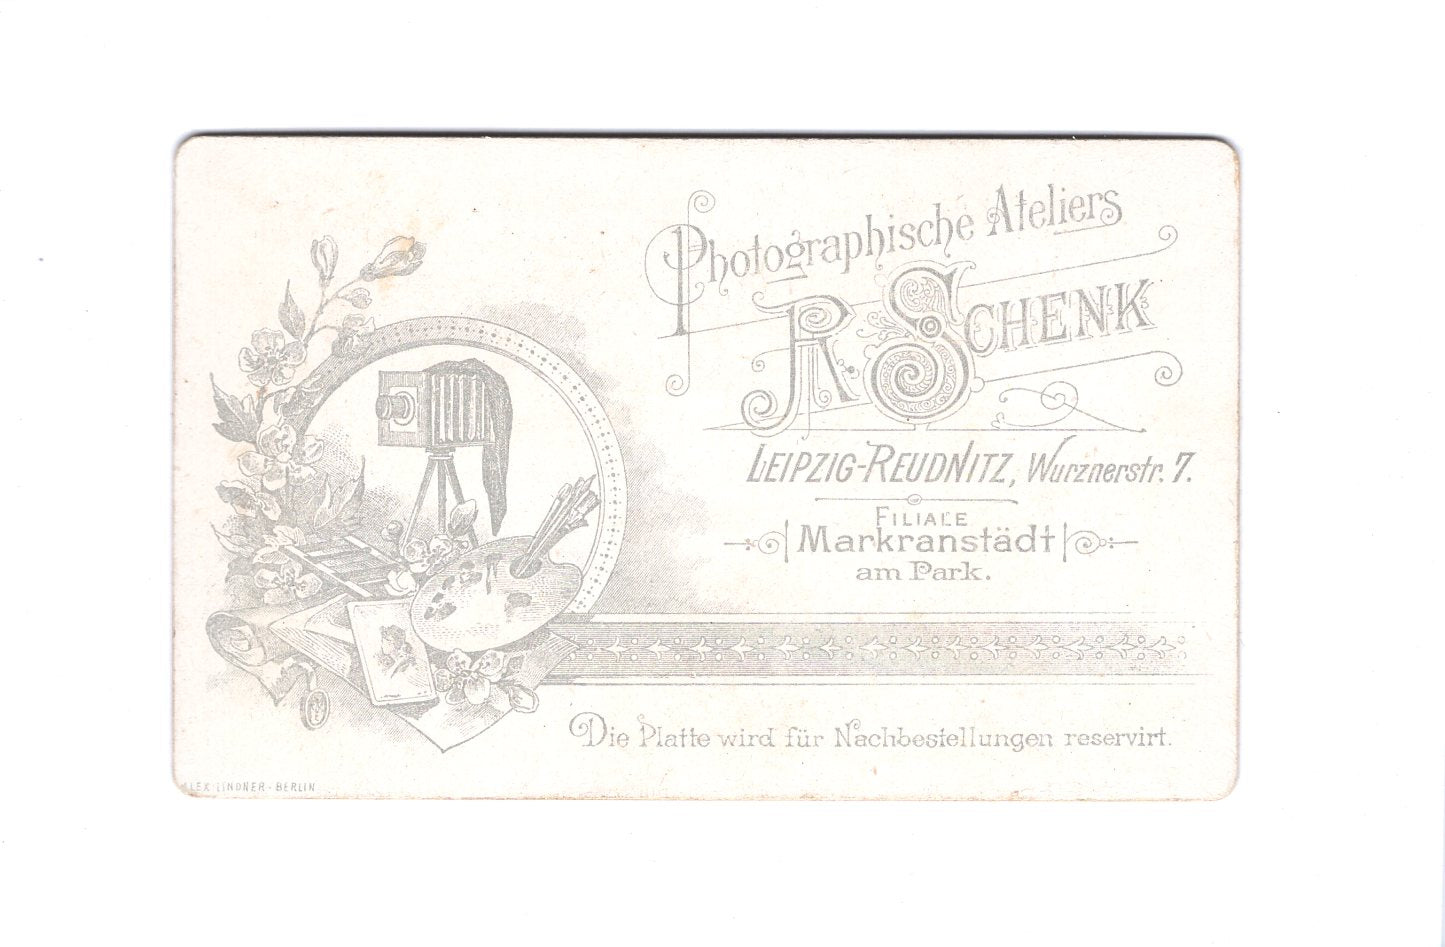 Photographische Ateliers
R. SCHENK
LEIPZIG-REUDNITZ, Wurznerstr. 7.
FILIALE
Markranstädt
am Park.
Die Platte wird für Nachbestellungen reservirt.
ALEX LINDNER - BERLIN